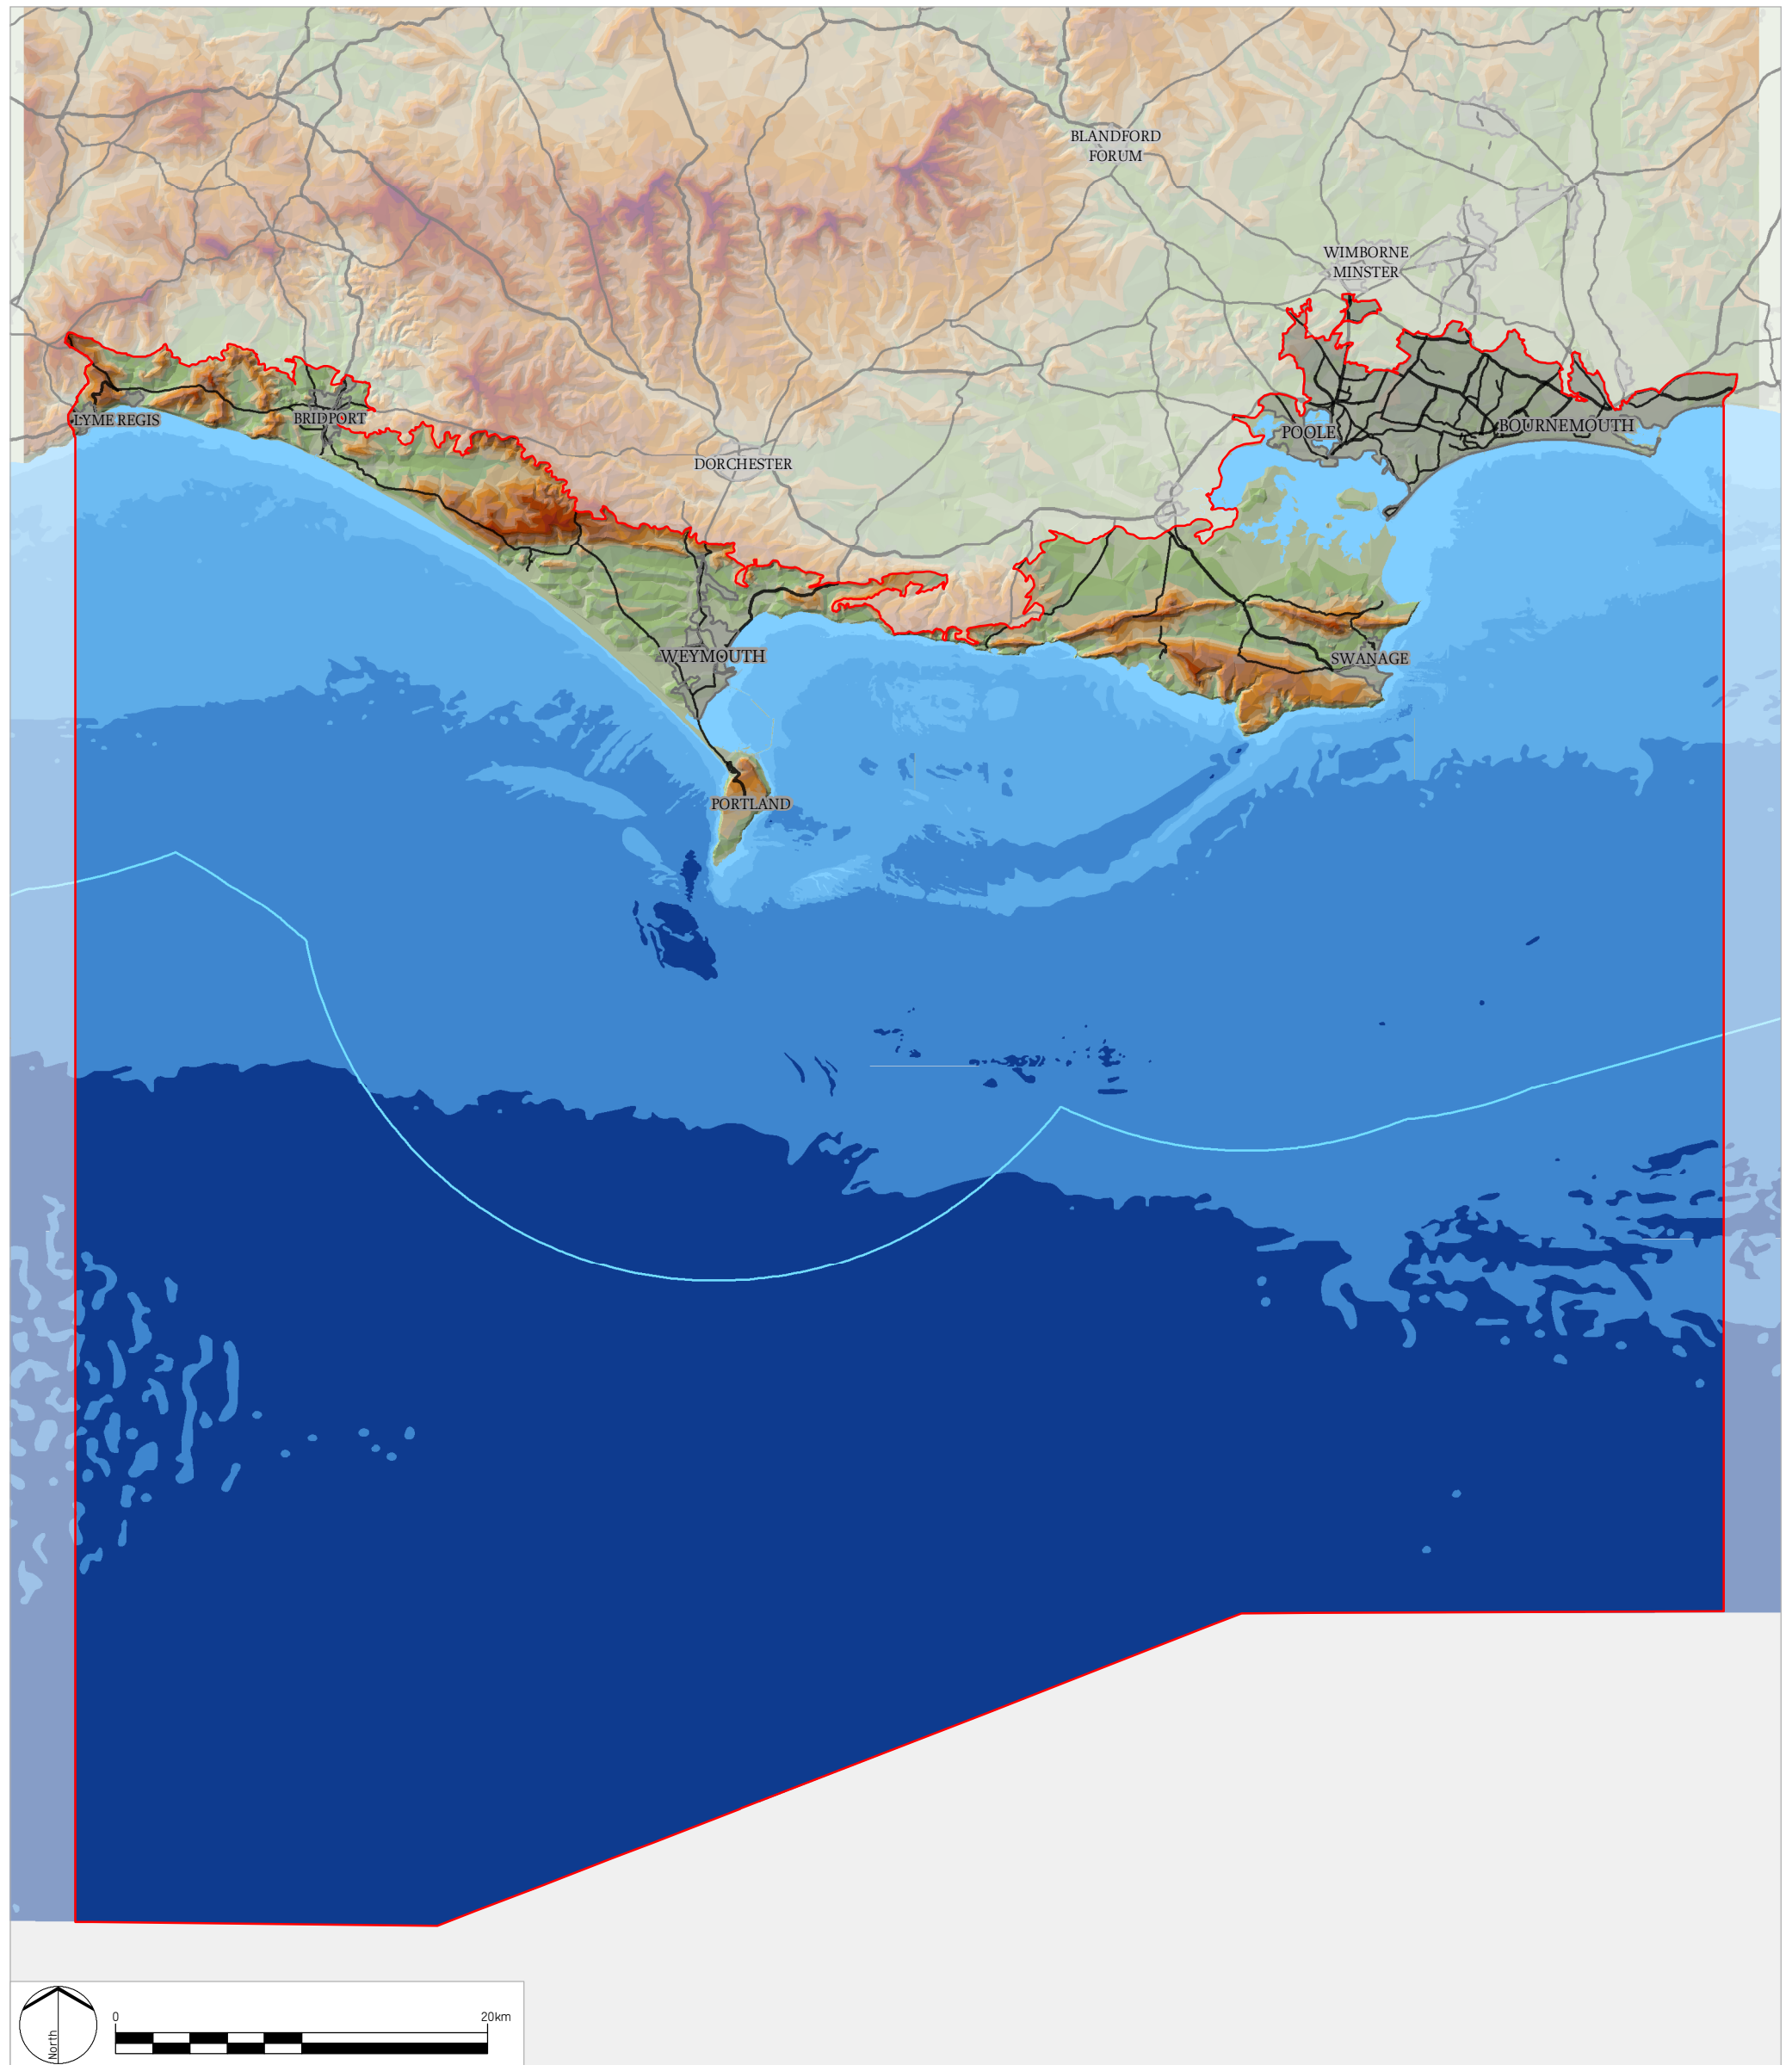 BLANDFORD
FORUM
WIMBORNE
MINSTER
LYME REGIS
BRIDPORT
POOLE
BOURNEMOUTH
DORCHESTER
WEYMOUTH
SWANAGE
PORTLAND
North
0
20km